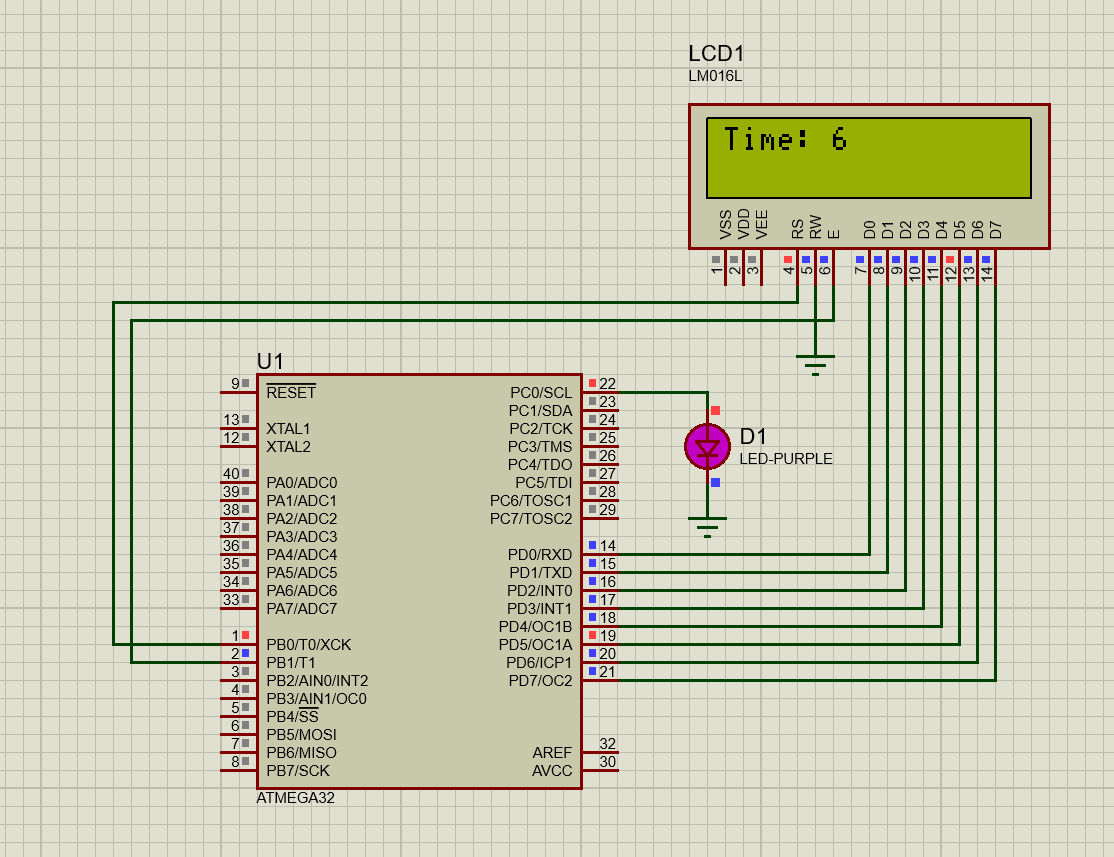 LCD1
LM016L
Time: 6
VSS VDD VEE RS RW E D0 D1 D2 D3 D4 D5 D6 D7
1 2 3 4 5 6 7 8 9 10 11 12 13 14
U1
9 RESET
13 XTAL1
12 XTAL2
40 PA0/ADC0
39 PA1/ADC1
38 PA2/ADC2
37 PA3/ADC3
36 PA4/ADC4
35 PA5/ADC5
34 PA6/ADC6
33 PA7/ADC7
1 PB0/T0/XCK
2 PB1/T1
3 PB2/AIN0/INT2
4 PB3/AIN1/OC0
5 PB4/SS
6 PB5/MOSI
7 PB6/MISO
8 PB7/SCK
PC0/SCL 22
PC1/SDA 23
PC2/TCK 24
PC3/TMS 25
PC4/TDO 26
PC5/TDI 27
PC6/TOSC1 28
PC7/TOSC2 29
PD0/RXD 14
PD1/TXD 15
PD2/INT0 16
PD3/INT1 17
PD4/OC1B 18
PD5/OC1A 19
PD6/ICP1 20
PD7/OC2 21
AREF 32
AVCC 30
ATMEGA32
D1
LED-PURPLE